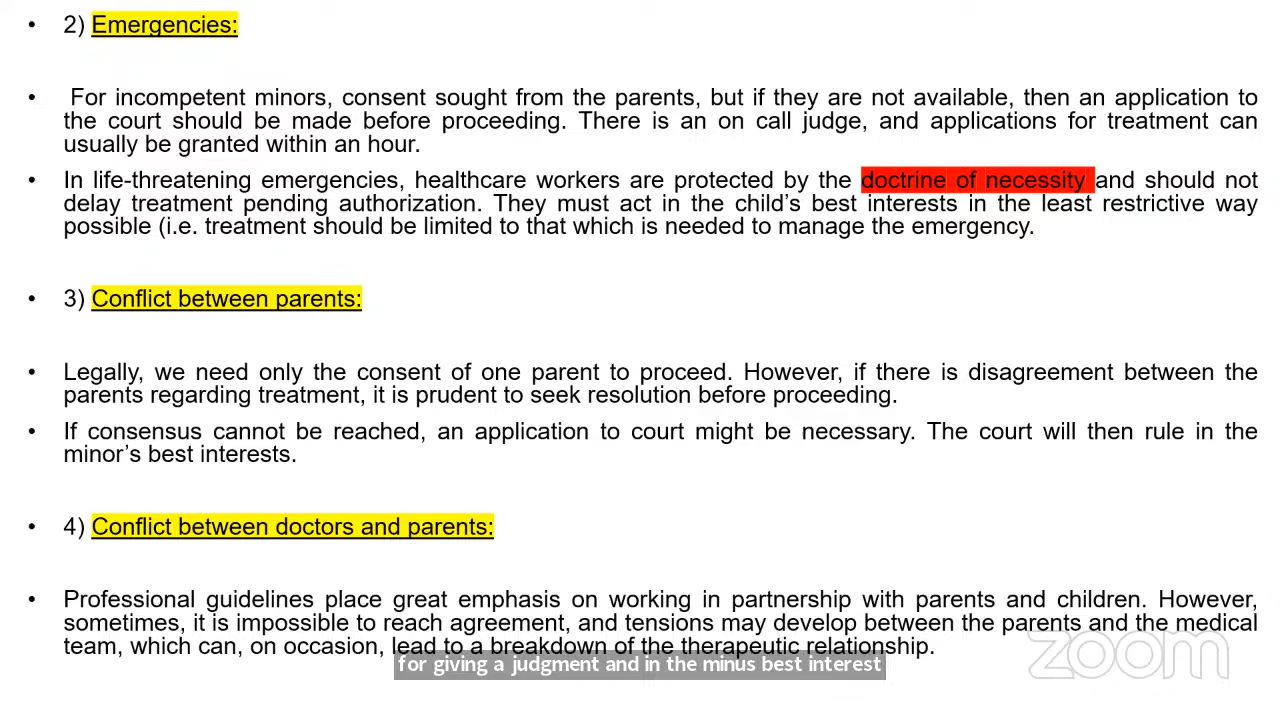 • 2) Emergencies:
• For incompetent minors, consent sought from the parents, but if they are not available, then an application to
the court should be made before proceeding. There is an on call judge, and applications for treatment can
usually be granted within an hour.
• In life-threatening emergencies, healthcare workers are protected by the doctrine of necessity and should not
delay treatment pending authorization. They must act in the child’s best interests in the least restrictive way
possible (i.e. treatment should be limited to that which is needed to manage the emergency.
• 3) Conflict between parents:
• Legally, we need only the consent of one parent to proceed. However, if there is disagreement between the
parents regarding treatment, it is prudent to seek resolution before proceeding.
• If consensus cannot be reached, an application to court might be necessary. The court will then rule in the
minor’s best interests.
• 4) Conflict between doctors and parents:
• Professional guidelines place great emphasis on working in partnership with parents and children. However,
sometimes, it is impossible to reach agreement, and tensions may develop between the parents and the medical
team, which can, on occasion, lead to a breakdown of the therapeutic relationship.
for giving a judgment and in the minus best interest
zoom